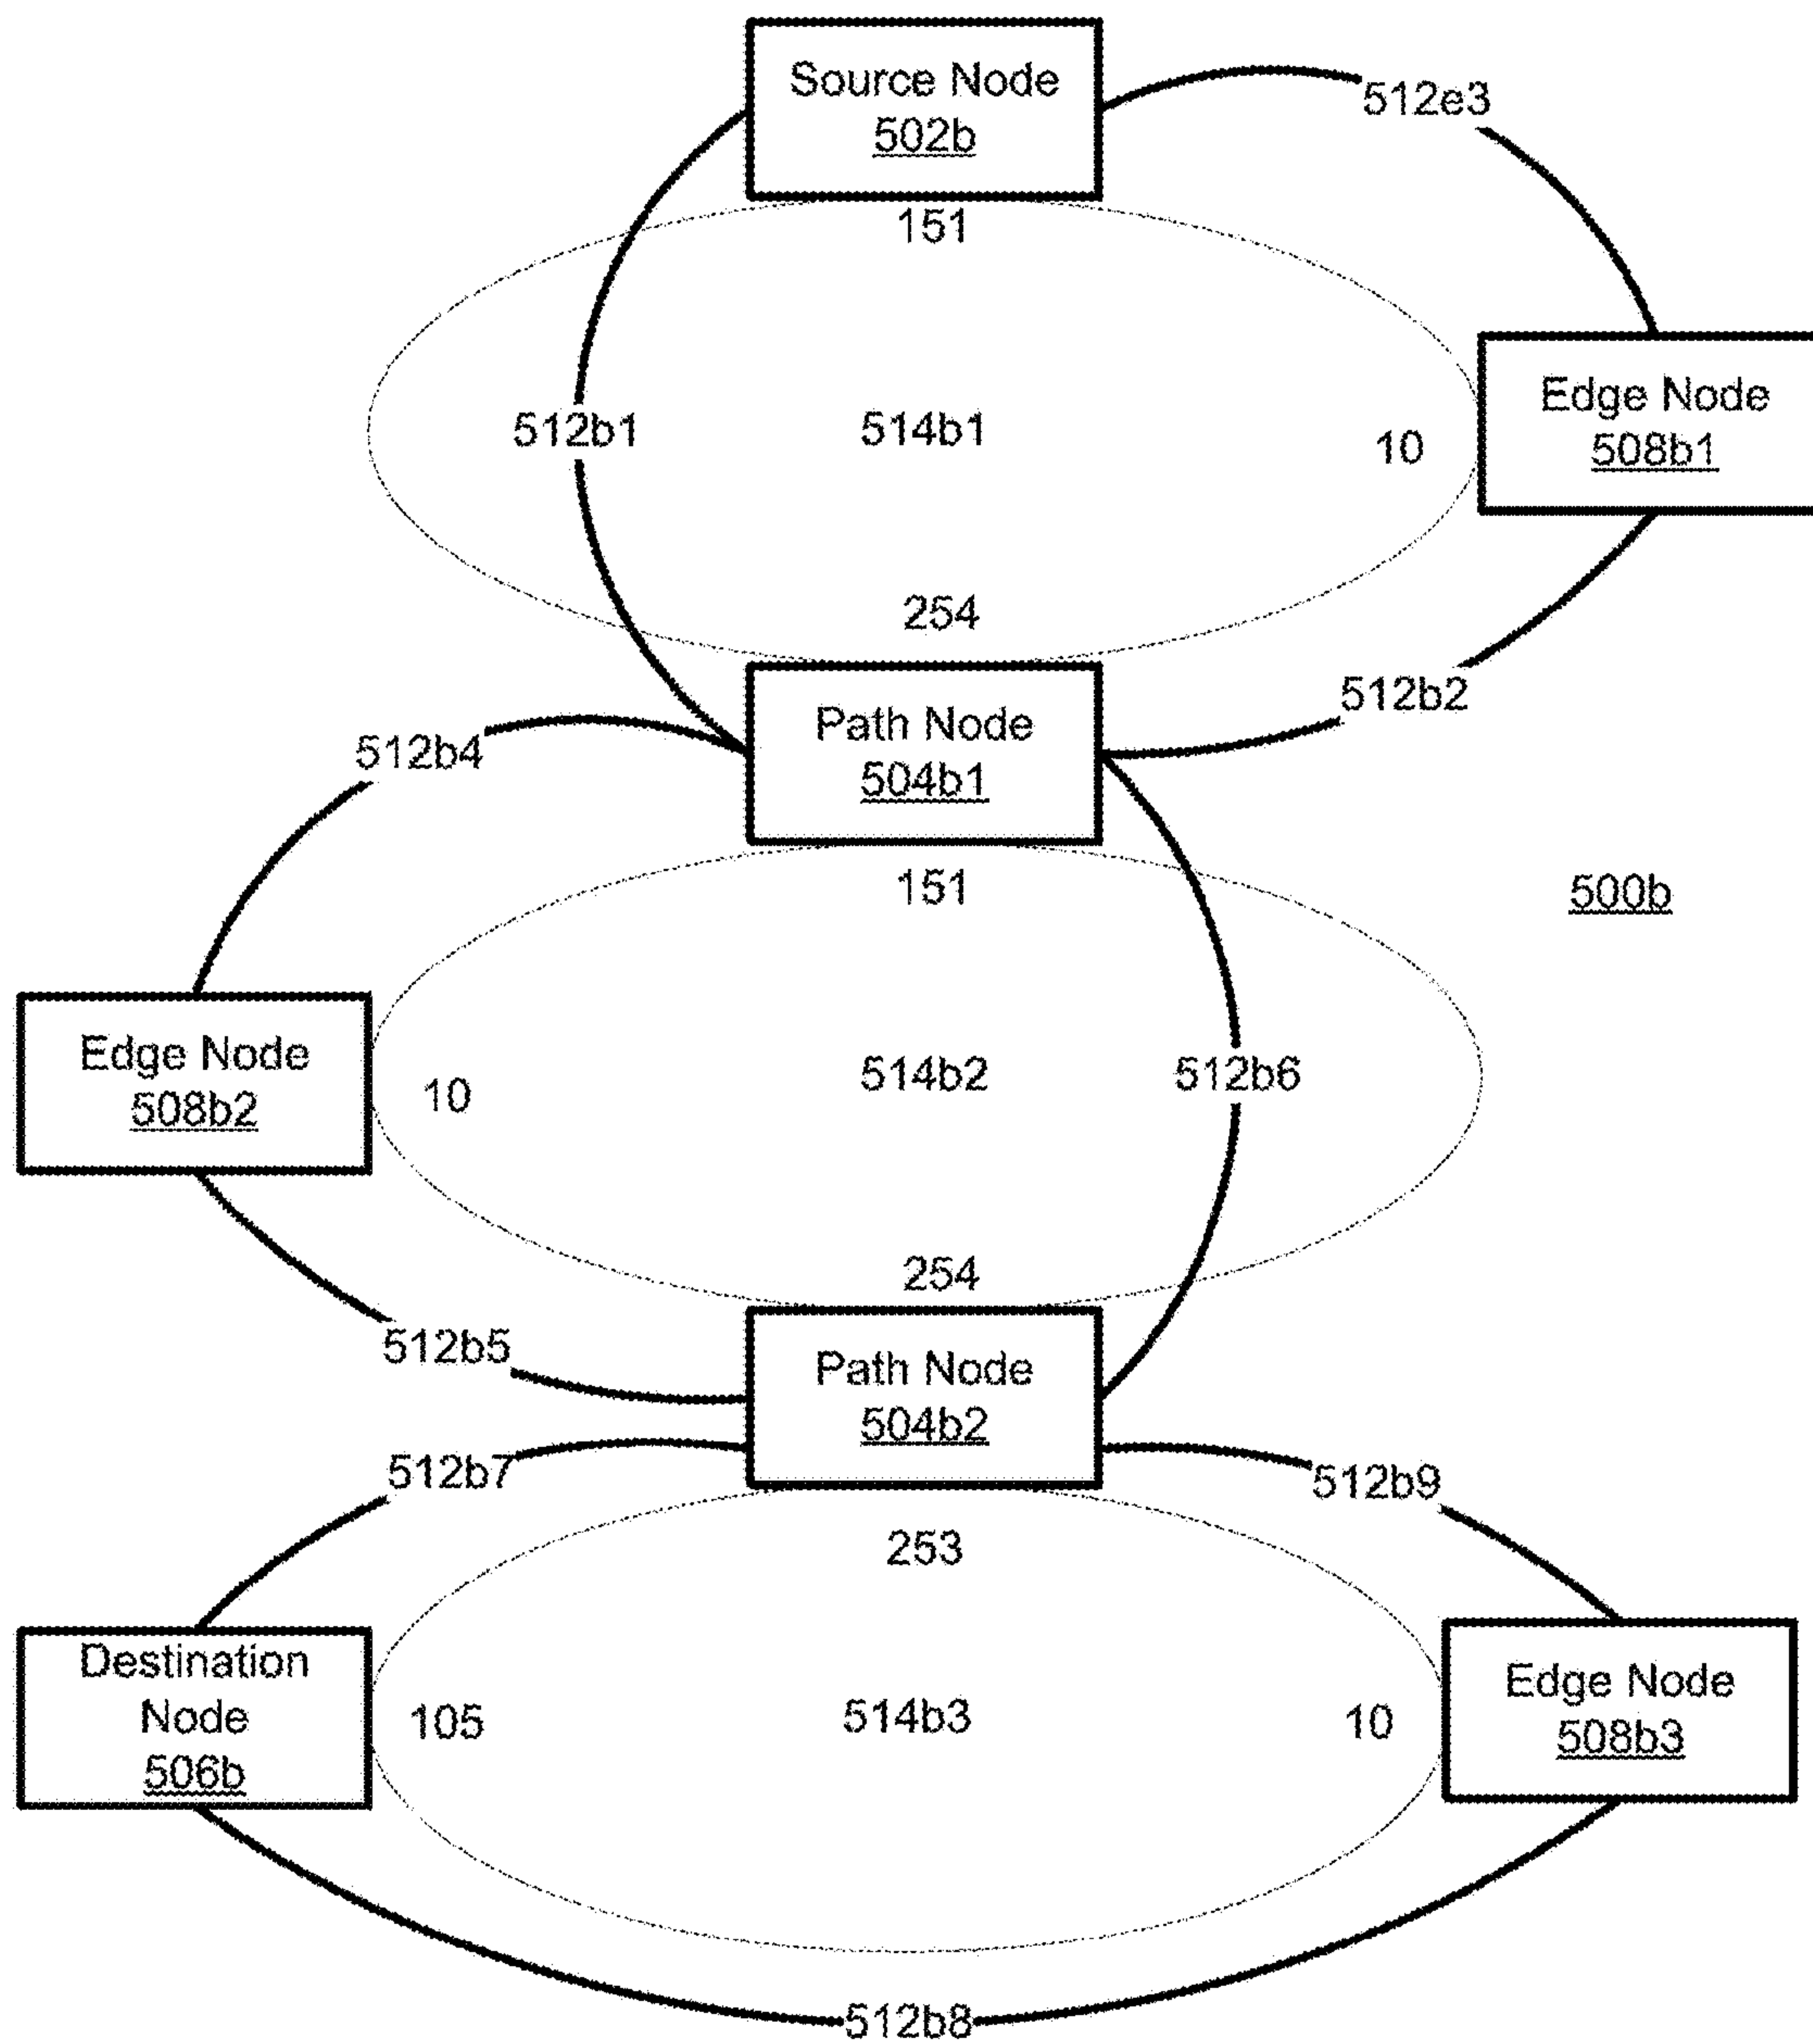 Source Node
502b
512e3
151
Edge Node
508b1
512b1
514b1
10
254
512b2
Path Node
504b1
512b4
151
500b
Edge Node
508b2
10
514b2
512b6
254
512b5
Path Node
504b2
512b7
512b9
253
Destination
Node
506b
105
514b3
10
Edge Node
508b3
512b8